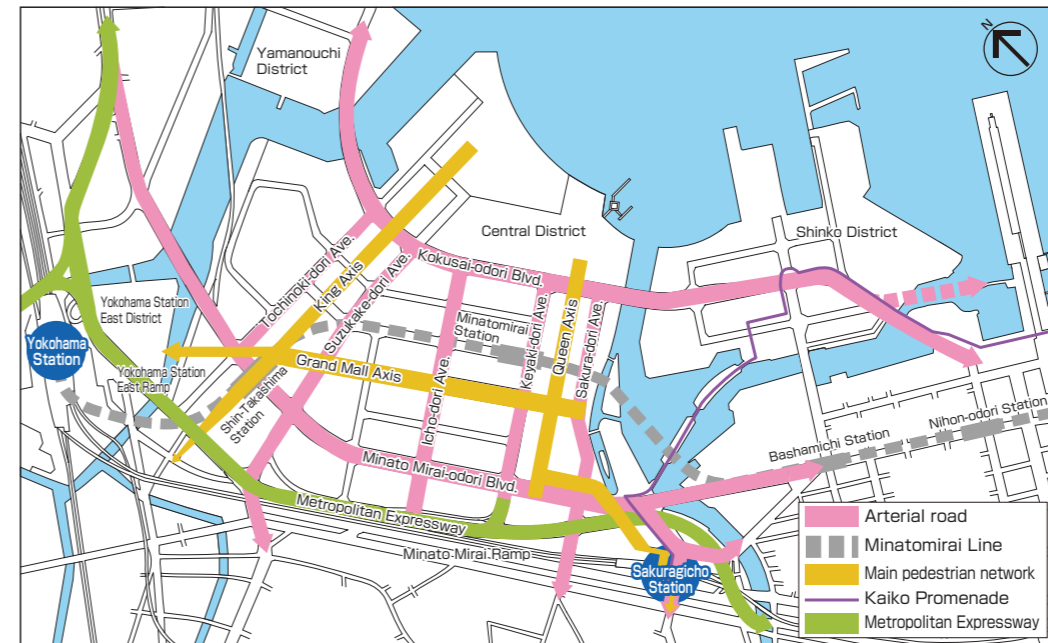 N
Yamanouchi
District
Central District
Shinko District
Kokusai-odori Blvd.
Tochinoki-dori Ave.
King Axis
Suzukake-dori Ave.
Yokohama Station
East District
Yokohama
Station
Yokohama Station
East Ramp
Minatomirai
Station
Grand Mall Axis
Shin-Takashima
Station
Icho-dori Ave.
Keyaki-dori Ave.
Queen Axis
Sakura-dori Ave.
Minato Mirai-odori Blvd.
Metropolitan Expressway
Minato Mirai Ramp
Sakuragicho
Station
Bashamichi Station
Nihon-odori Station
Arterial road
Minatomirai Line
Main pedestrian network
Kaiko Promenade
Metropolitan Expressway